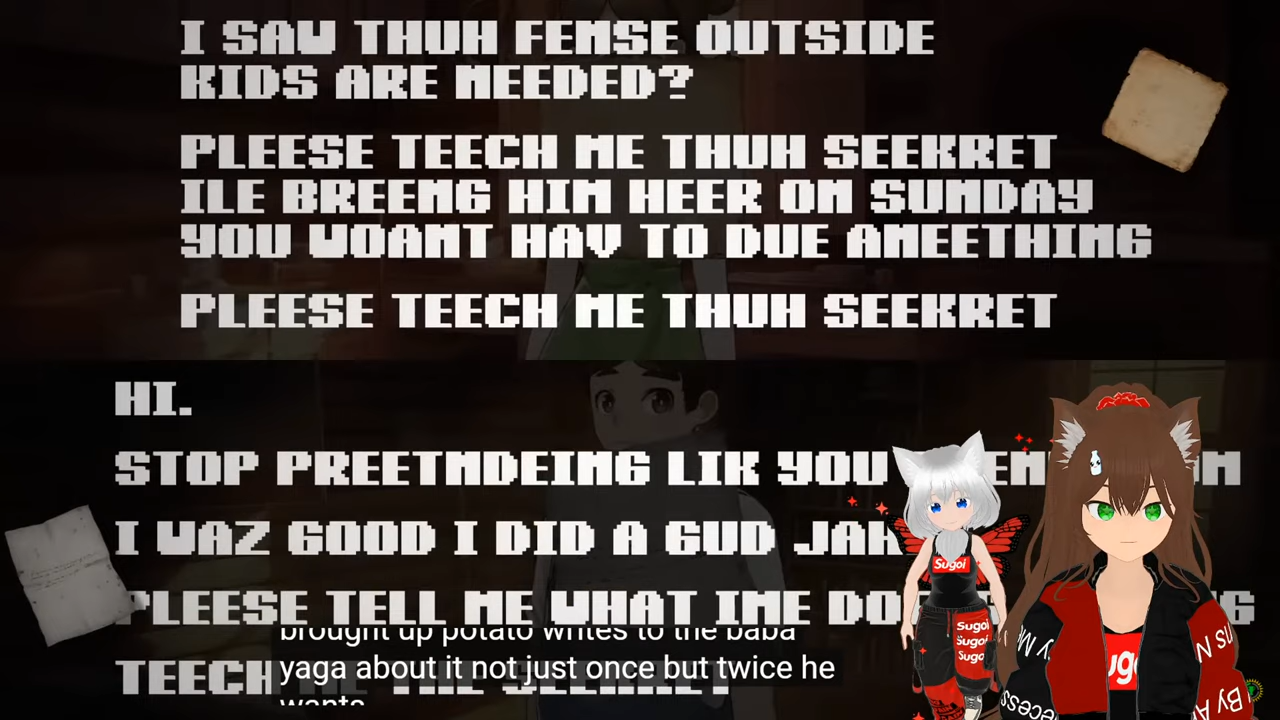 I SAW THUH FENSE OUTSIDE
KIDS ARE NEEDED?
PLEESE TEECH ME THUH SEEKRET
ILE BREENG HIM HEER ON SUNDAY
YOU WOANT HAV TO DUE ANEETHING
PLEESE TEECH ME THUH SEEKRET
HI.
STOP PREETNDEING LIK YOU
I WAZ GOOD I DID A GUD
PLEESE TELL ME WHAT IME
TEECH
brought up potato writes to the baba
yaga about it not just once but twice he
wants
Sugoi
Sugoi
Sugoi
Sugoi